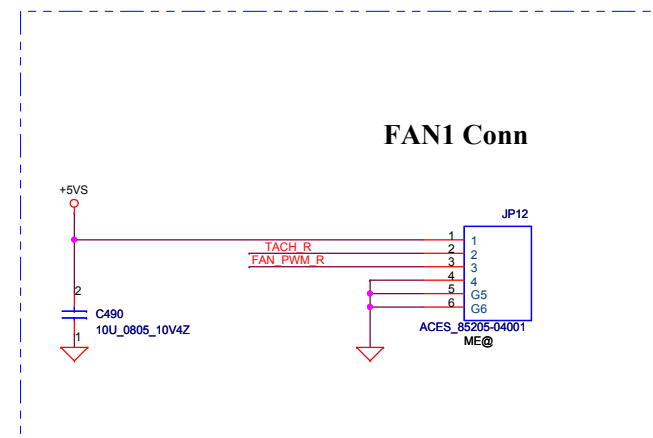 FAN1 Conn
+5VS
JP12
1 1
TACH_R 2 2
FAN_PWM_R 3 3
4 4
5 G5
6 G6
2
C490
10U_0805_10V4Z
1
ACES_85205-04001
ME@